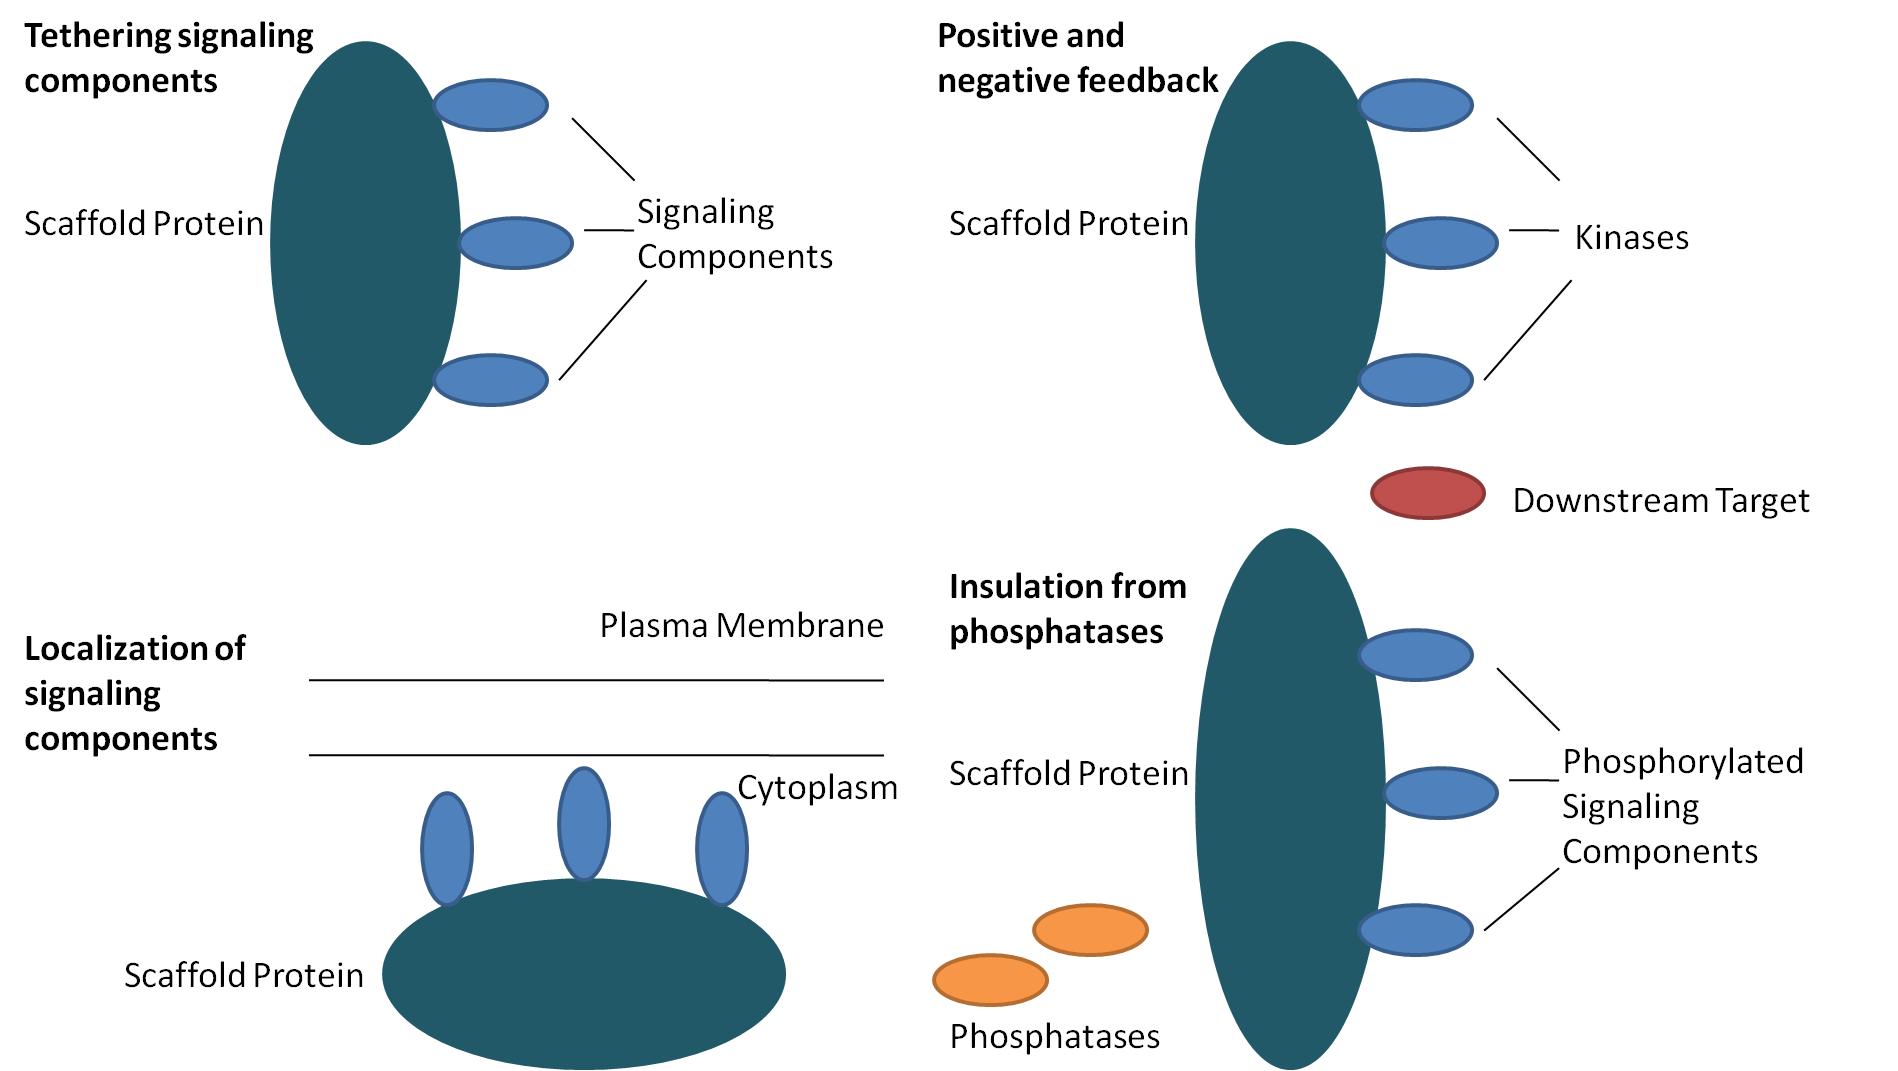 Tethering signaling
components
Scaffold Protein
Signaling
Components
Positive and
negative feedback
Scaffold Protein
Kinases
Downstream Target
Localization of
signaling
components
Plasma Membrane
Cytoplasm
Scaffold Protein
Insulation from
phosphatases
Scaffold Protein
Phosphorylated
Signaling
Components
Phosphatases